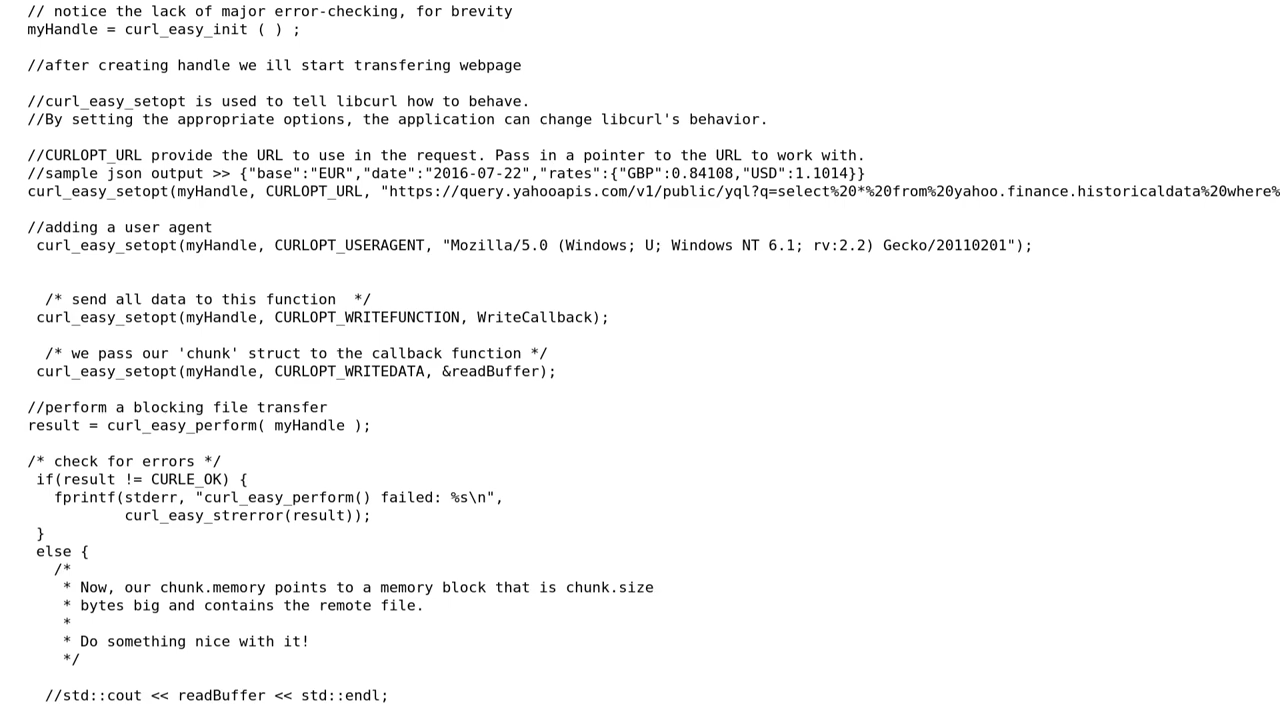 // notice the lack of major error-checking, for brevity
myHandle = curl_easy_init ( ) ;
//after creating handle we ill start transfering webpage
//curl_easy_setopt is used to tell libcurl how to behave.
//By setting the appropriate options, the application can change libcurl's behavior.
//CURLOPT_URL provide the URL to use in the request. Pass in a pointer to the URL to work with.
//sample json output >> {"base":"EUR","date":"2016-07-22","rates":{"GBP":0.84108,"USD":1.1014}}
curl_easy_setopt(myHandle, CURLOPT_URL, "https://query.yahooapis.com/v1/public/yql?q=select%20*%20from%20yahoo.finance.historicaldata%20where%
//adding a user agent
curl_easy_setopt(myHandle, CURLOPT_USERAGENT, "Mozilla/5.0 (Windows; U; Windows NT 6.1; rv:2.2) Gecko/20110201");
/* send all data to this function  */
curl_easy_setopt(myHandle, CURLOPT_WRITEFUNCTION, WriteCallback);
/* we pass our 'chunk' struct to the callback function */
curl_easy_setopt(myHandle, CURLOPT_WRITEDATA, &readBuffer);
//perform a blocking file transfer
result = curl_easy_perform( myHandle );
/* check for errors */
if(result != CURLE_OK) {
fprintf(stderr, "curl_easy_perform() failed: %s\n",
curl_easy_strerror(result));
}
else {
/*
* Now, our chunk.memory points to a memory block that is chunk.size
* bytes big and contains the remote file.
*
* Do something nice with it!
*/
//std::cout << readBuffer << std::endl;